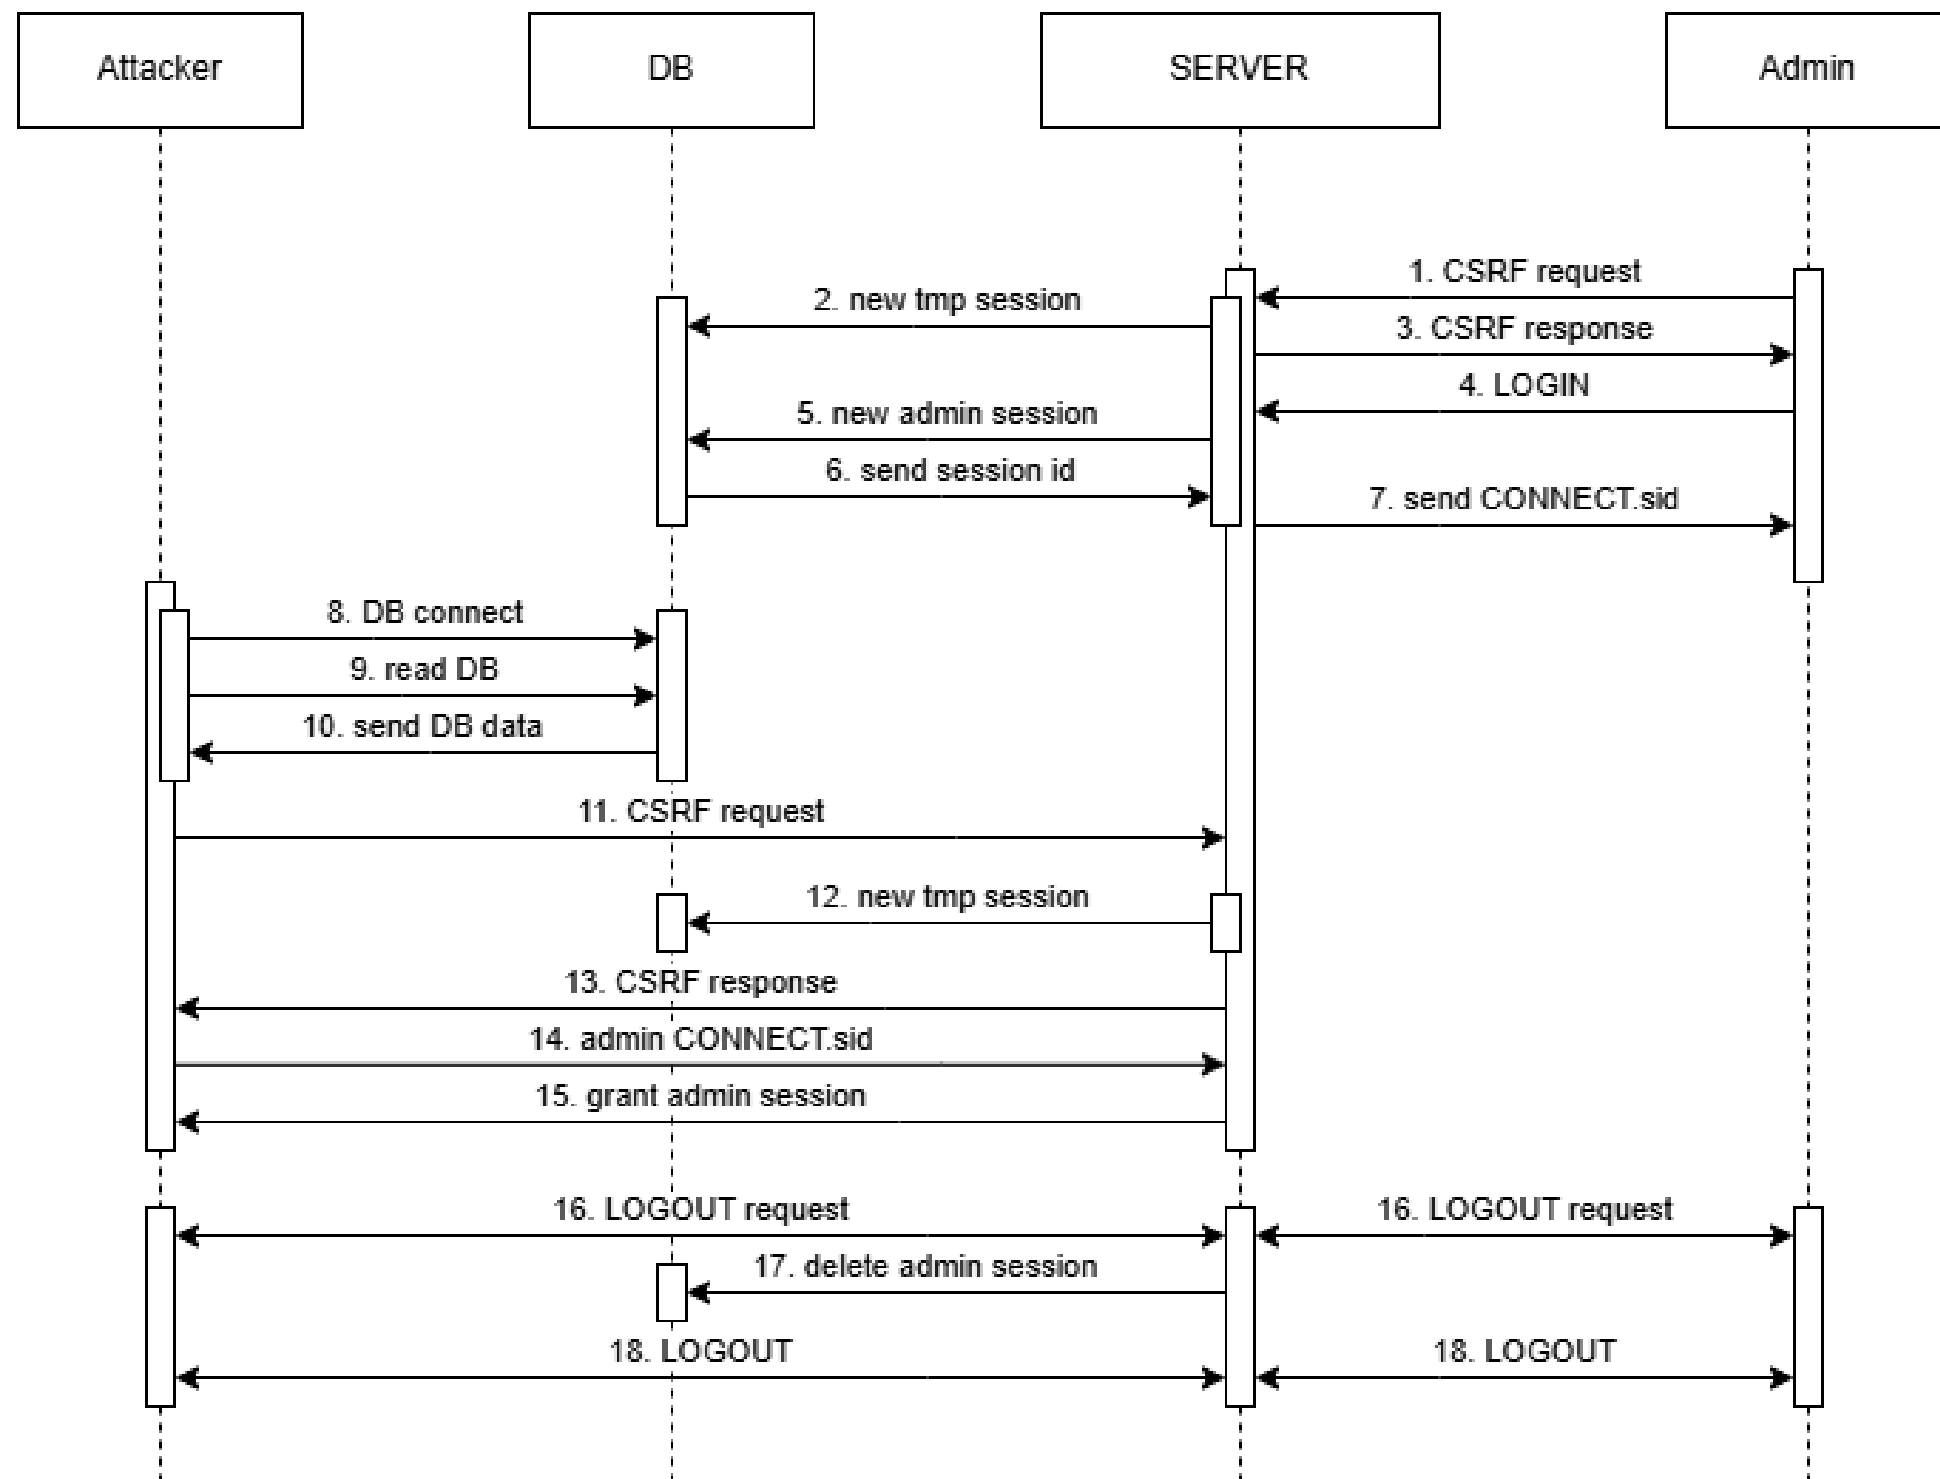 Attacker
DB
SERVER
Admin
1. CSRF request
2. new tmp session
3. CSRF response
4. LOGIN
5. new admin session
6. send session id
7. send CONNECT.sid
8. DB connect
9. read DB
10. send DB data
11. CSRF request
12. new tmp session
13. CSRF response
14. admin CONNECT.sid
15. grant admin session
16. LOGOUT request
16. LOGOUT request
17. delete admin session
18. LOGOUT
18. LOGOUT